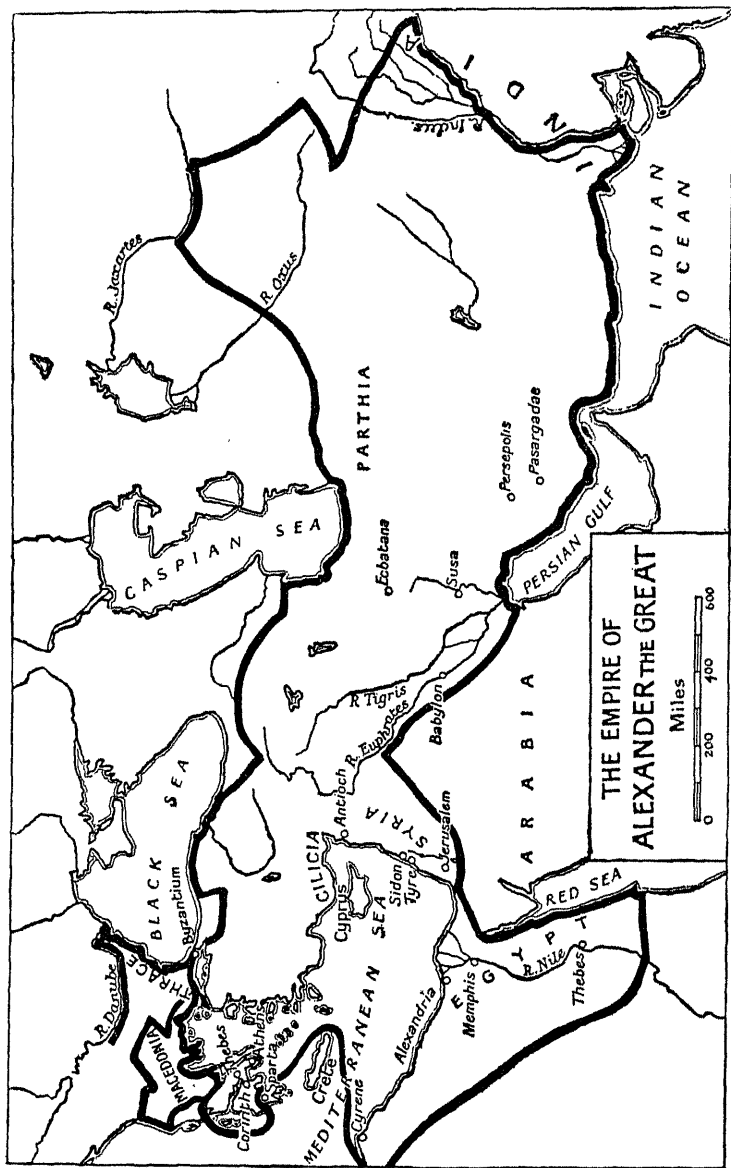 THE EMPIRE OF
ALEXANDER THE GREAT
Miles
0 200 400 600
R. Danube
THRACE
MACEDONIA
BLACK SEA
Byzantium
CASPIAN SEA
R. Jaxartes
R. Oxus
PARTHIA
R. Indus
INDIA
INDIAN
OCEAN
Thebes
Athens
Corinth
Sparta
Crete
MEDITERRANEAN SEA
Cyrene
CILICIA
Cyprus
Antioch
SYRIA
Sidon
Tyre
Jerusalem
Alexandria
Memphis
EGYPT
R. Nile
Thebes
RED SEA
ARABIA
R. Tigris
R. Euphrates
Babylon
Ecbatana
Susa
Persepolis
Pasargadae
PERSIAN GULF